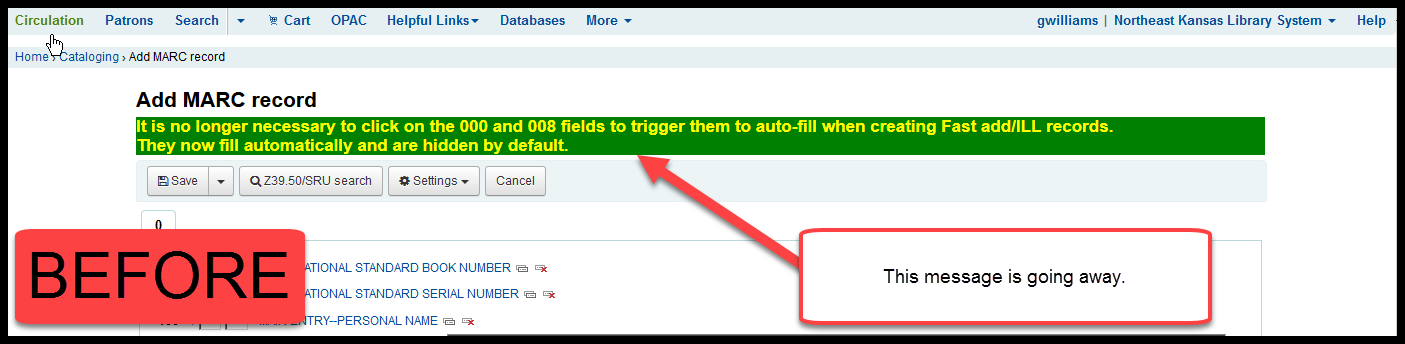 Circulation Patrons Search Cart OPAC Helpful Links Databases More gwilliams | Northeast Kansas Library System Help
Home › Cataloging › Add MARC record
Add MARC record
It is no longer necessary to click on the 000 and 008 fields to trigger them to auto-fill when creating Fast add/ILL records.
They now fill automatically and are hidden by default.
Save Z39.50/SRU search Settings Cancel
0
BEFORE
ATIONAL STANDARD BOOK NUMBER
ATIONAL STANDARD SERIAL NUMBER
ENTRY--PERSONAL NAME
This message is going away.